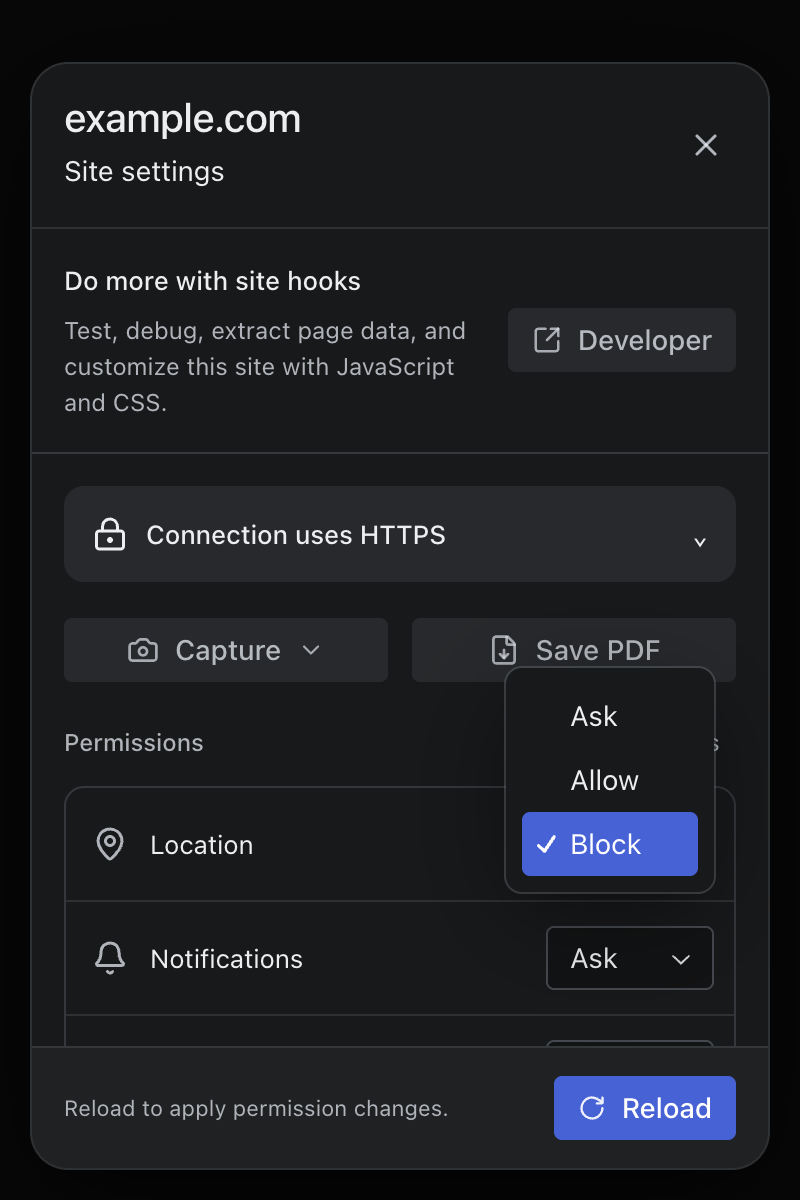 example.com
Site settings
Do more with site hooks
Test, debug, extract page data, and
customize this site with JavaScript
and CSS.
Developer
Connection uses HTTPS
Capture
Save PDF
Permissions
Ask
Allow
Block
Location
Notifications
Ask
Reload to apply permission changes.
Reload